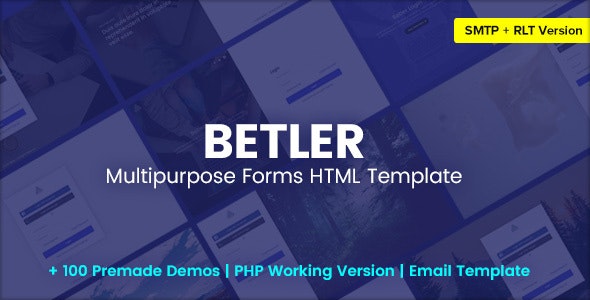 SMTP + RLT Version
BETLER
Multipurpose Forms HTML Template
+ 100 Premade Demos | PHP Working Version | Email Template